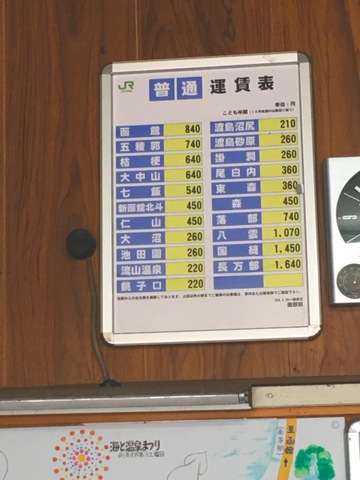 JR
普通 運賃表
単位:円
函館 840
五稜郭 740
桔梗 640
大中山 640
七飯 540
新函館北斗 450
仁山 450
大沼 260
池田園 260
流山温泉 220
銚子口 220
渡島沼尻 210
渡島砂原 260
掛澗 260
尾白内 360
東森 360
森 450
落部 740
八雲 1,070
国縫 1,450
長万部 1,640
鹿部駅
海と温泉まつり